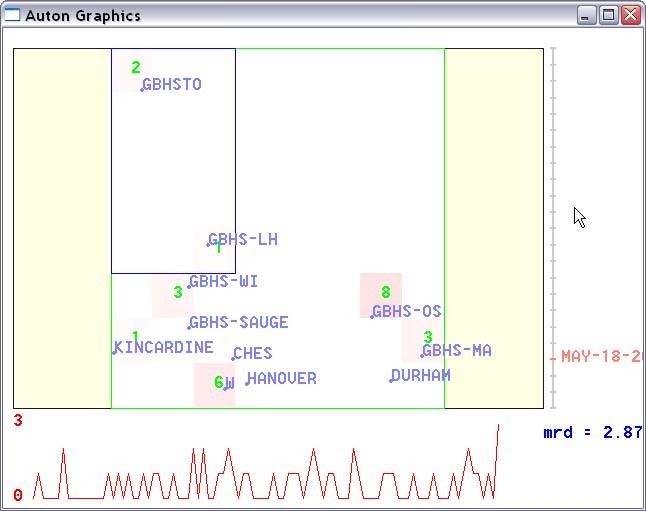 Auton Graphics
2
GBHSTO
GBHS-LH
1
GBHS-WI
3
8
GBHS-OS
GBHS-SAUGE
1
3
KINCARDINE
GBHS-MA
CHES
MAY-18-20
DURHAM
HANOVER
6
W
3
mrd = 2.87
0